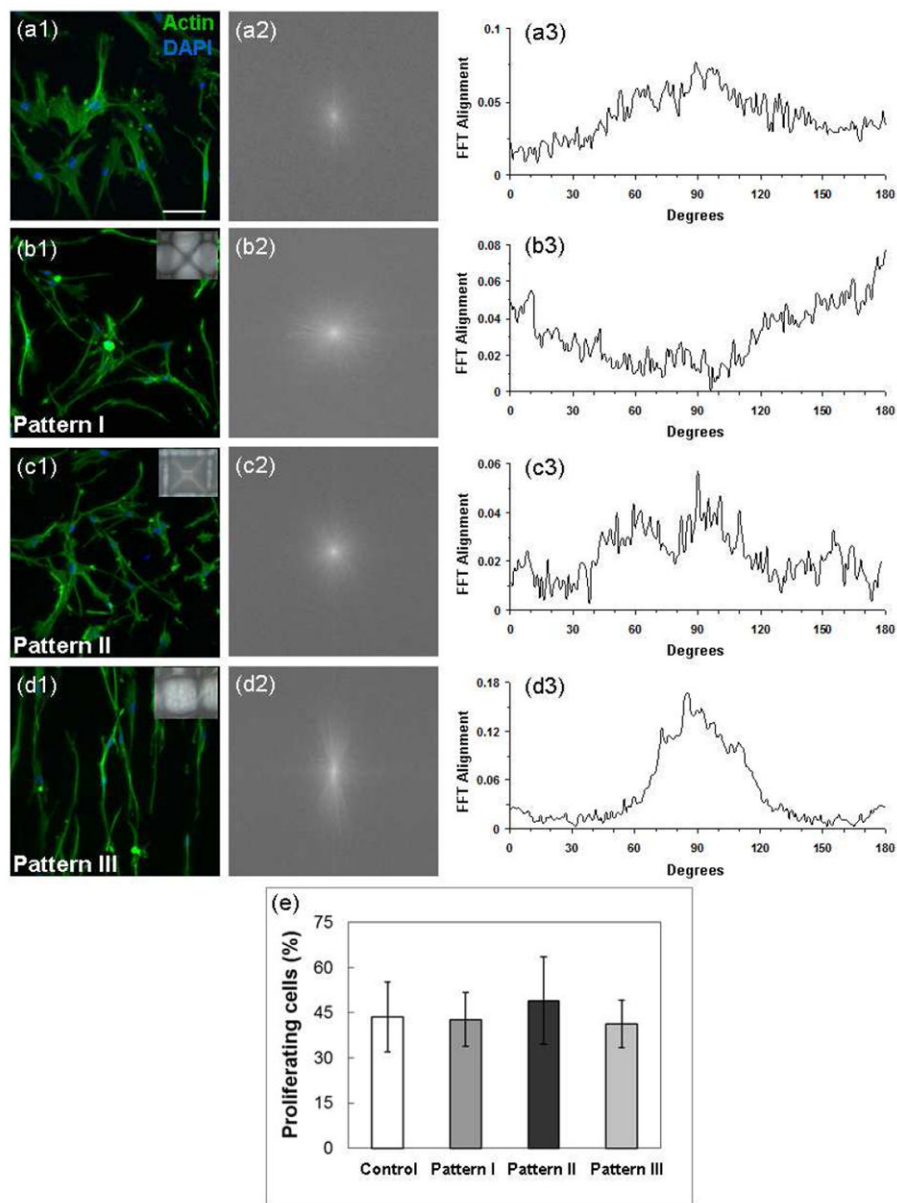 (a1)
Actin
DAPI
(a2)
(a3)
FFT Alignment
0.1
0.05
0
0 30 60 90 120 150 180
Degrees
(b1)
Pattern I
(b2)
(b3)
FFT Alignment
0.08
0.06
0.04
0.02
0
0 30 60 90 120 150 180
Degrees
(c1)
Pattern II
(c2)
(c3)
FFT Alignment
0.06
0.04
0.02
0
0 30 60 90 120 150 180
Degrees
(d1)
Pattern III
(d2)
(d3)
FFT Alignment
0.18
0.12
0.06
0
0 30 60 90 120 150 180
Degrees
(e)
Proliferating cells (%)
75
60
45
30
15
0
Control Pattern I Pattern II Pattern III